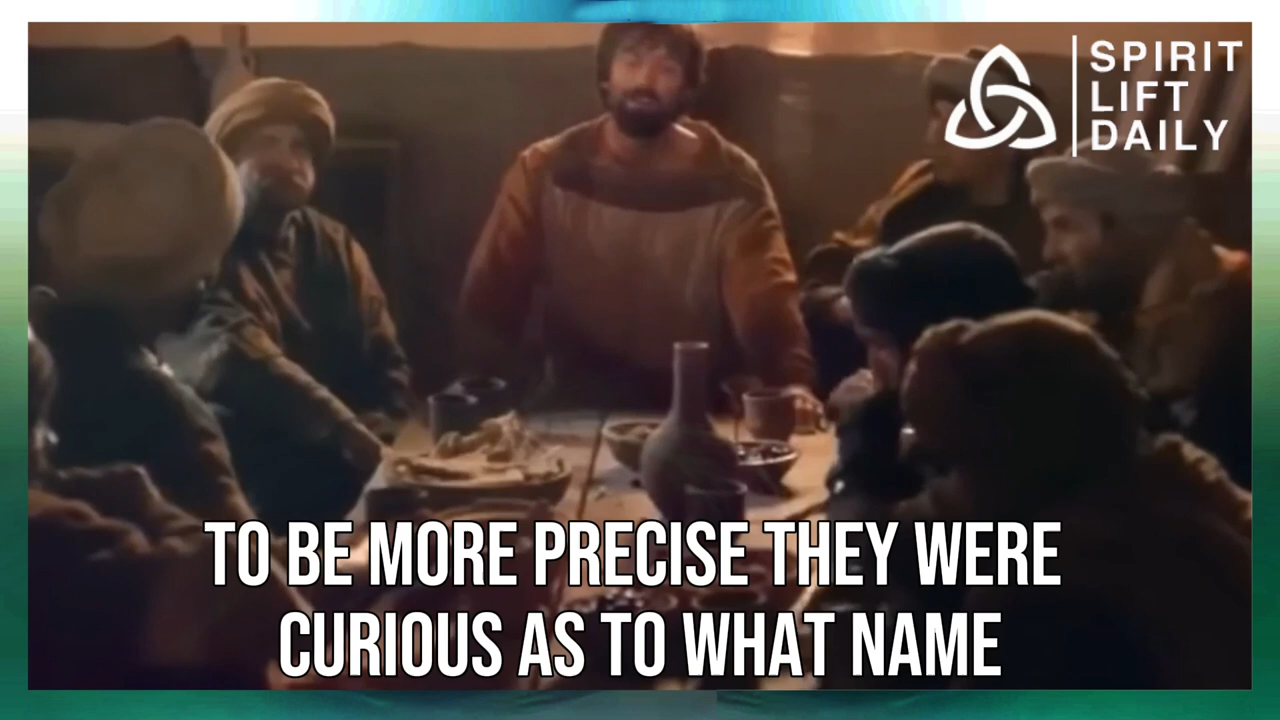 SPIRIT
LIFT
DAILY
TO BE MORE PRECISE THEY WERE
CURIOUS AS TO WHAT NAME